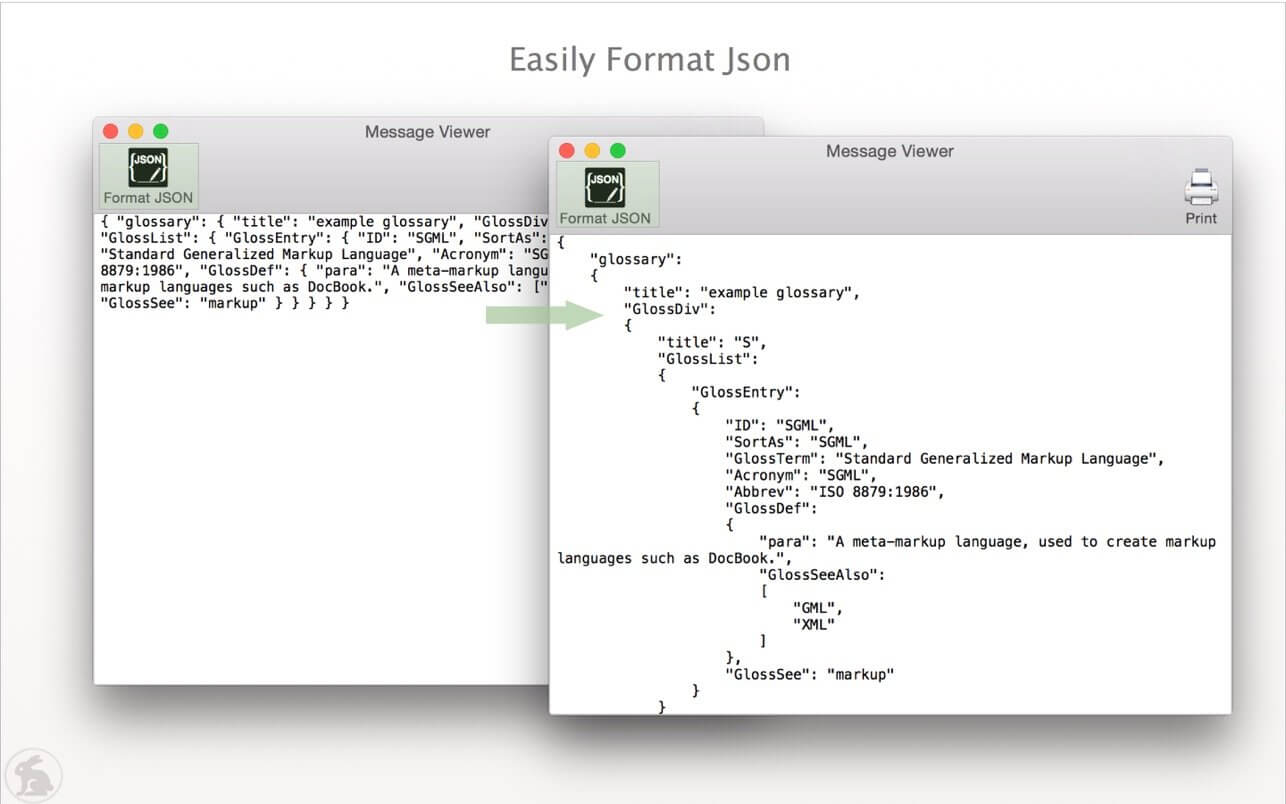 Easily Format Json
Message Viewer
JSON
Format JSON
{ "glossary": { "title": "example glossary", "GlossDiv
"GlossList": { "GlossEntry": { "ID": "SGML", "SortAs":
"Standard Generalized Markup Language", "Acronym": "SG
8879:1986", "GlossDef": { "para": "A meta-markup langu
markup languages such as DocBook.", "GlossSeeAlso": ["
"GlossSee": "markup" } } } } }
Message Viewer
JSON
Format JSON
Print
{
    "glossary":
    {
        "title": "example glossary",
        "GlossDiv":
        {
            "title": "S",
            "GlossList":
            {
                "GlossEntry":
                {
                    "ID": "SGML",
                    "SortAs": "SGML",
                    "GlossTerm": "Standard Generalized Markup Language",
                    "Acronym": "SGML",
                    "Abbrev": "ISO 8879:1986",
                    "GlossDef":
                    {
                        "para": "A meta-markup language, used to create markup
languages such as DocBook.",
                        "GlossSeeAlso":
                        [
                            "GML",
                            "XML"
                        ]
                    },
                    "GlossSee": "markup"
                }
            }